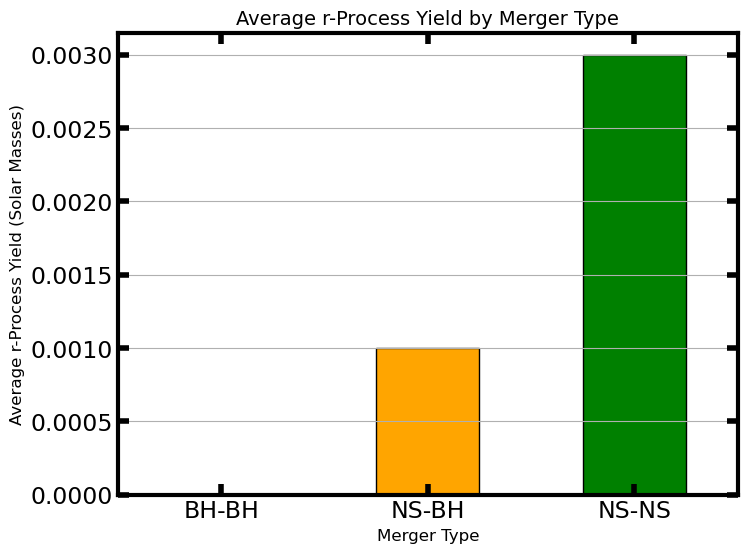 Average r-Process Yield by Merger Type
Average r-Process Yield (Solar Masses)
0.0030
0.0025
0.0020
0.0015
0.0010
0.0005
0.0000
BH-BH NS-BH NS-NS
Merger Type